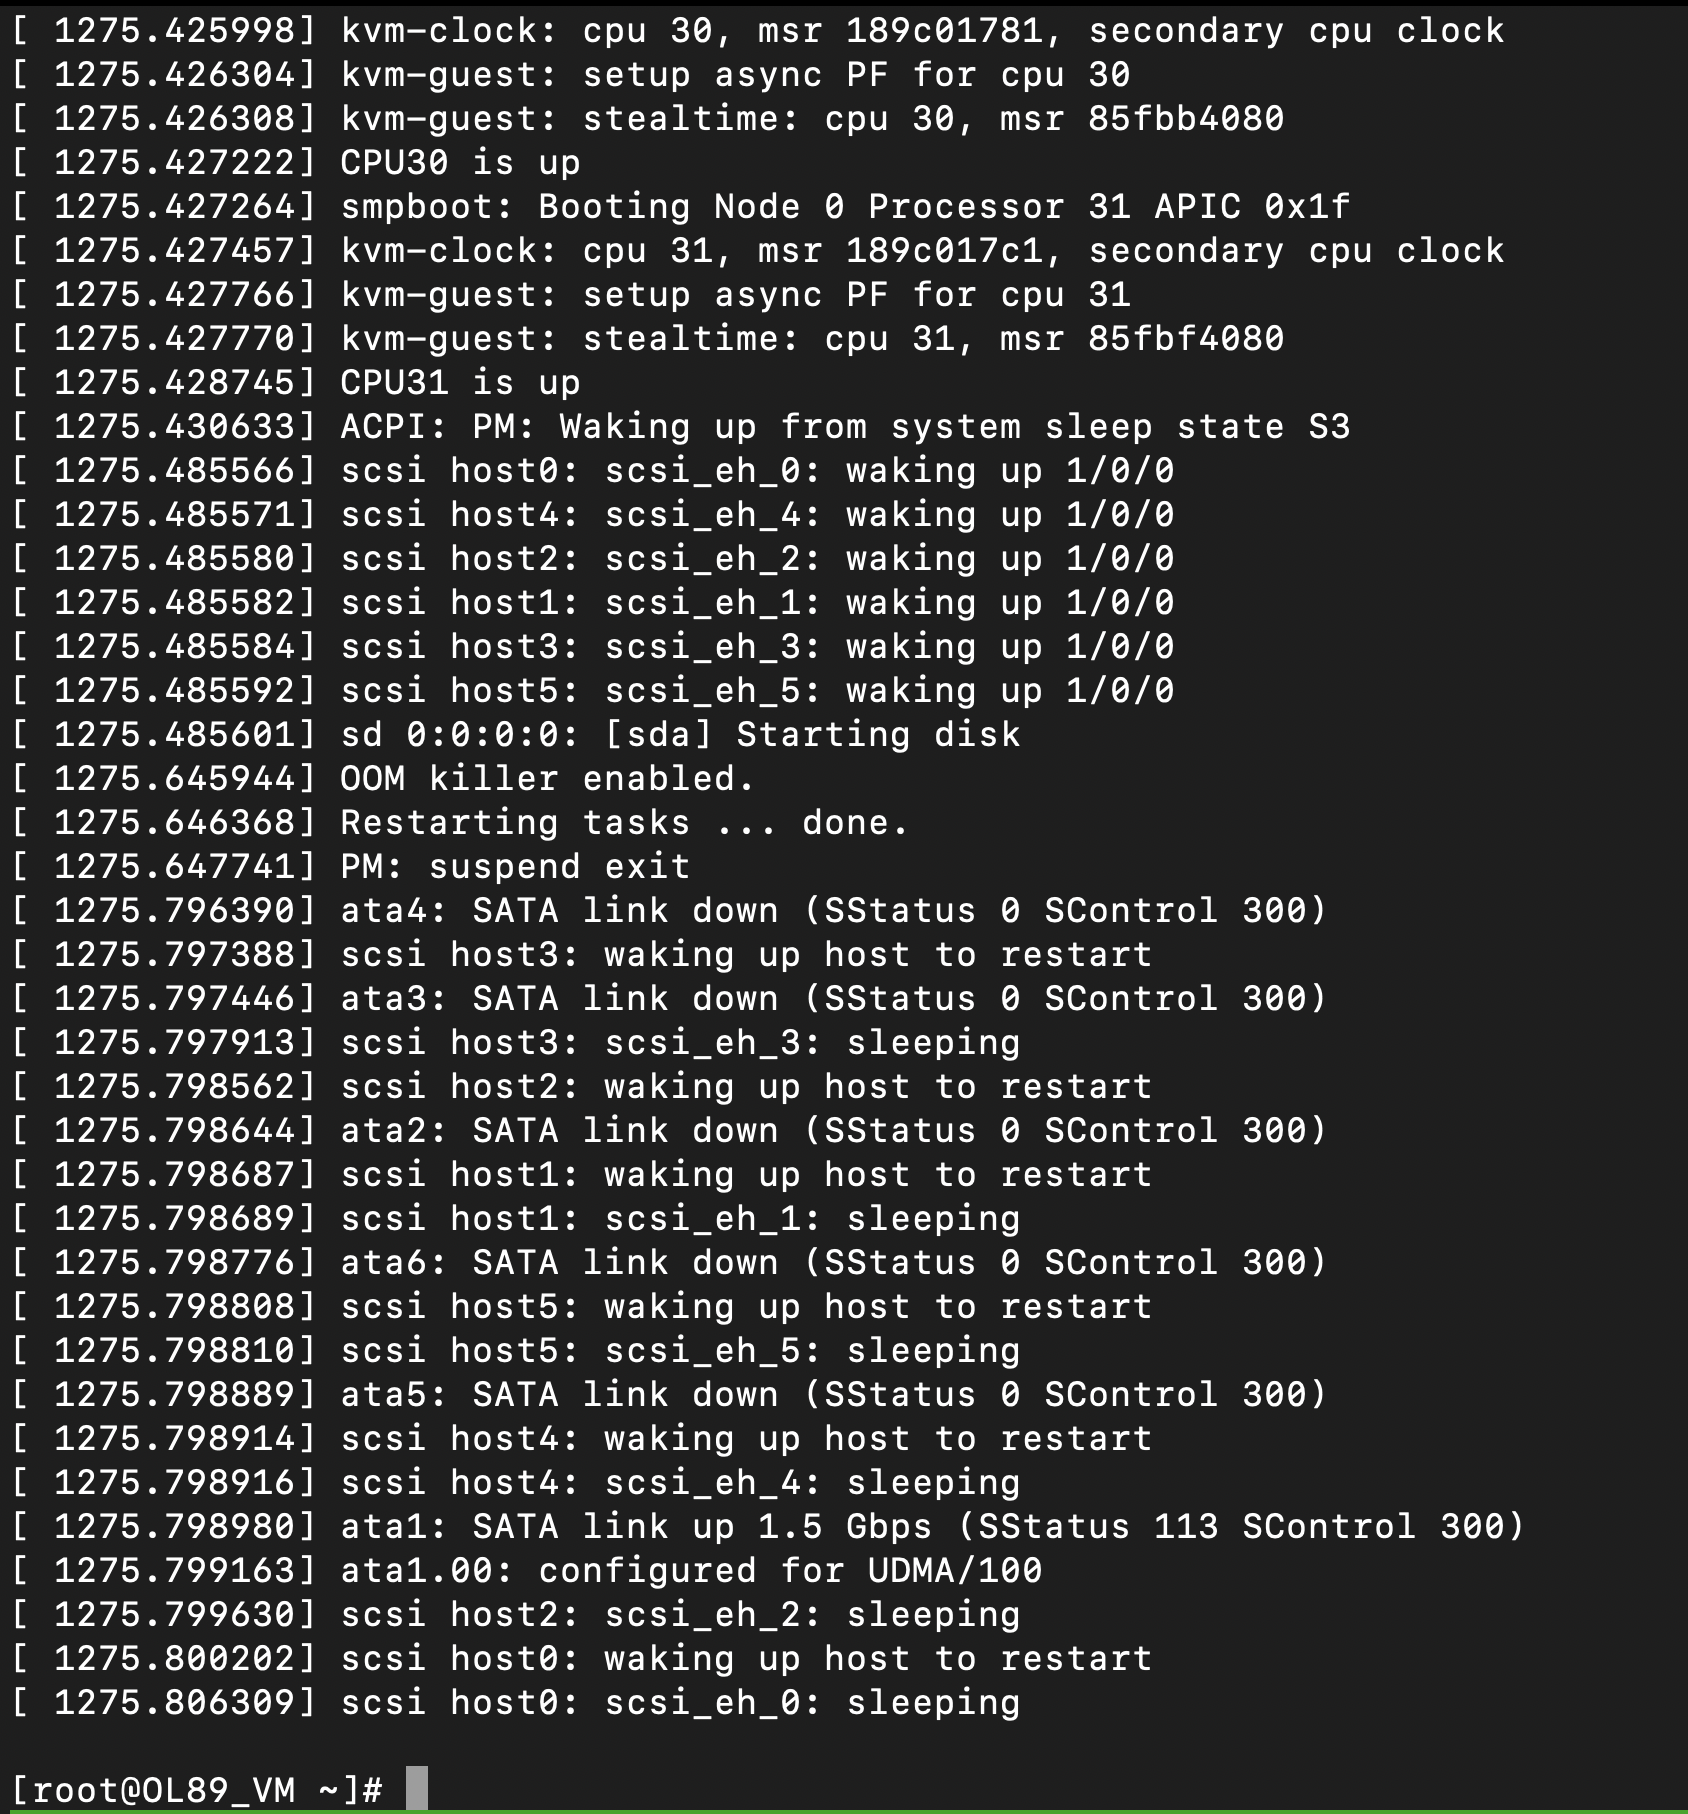 [ 1275.425998] kvm-clock: cpu 30, msr 189c01781, secondary cpu clock
[ 1275.426304] kvm-guest: setup async PF for cpu 30
[ 1275.426308] kvm-guest: stealtime: cpu 30, msr 85fbb4080
[ 1275.427222] CPU30 is up
[ 1275.427264] smpboot: Booting Node 0 Processor 31 APIC 0x1f
[ 1275.427457] kvm-clock: cpu 31, msr 189c017c1, secondary cpu clock
[ 1275.427766] kvm-guest: setup async PF for cpu 31
[ 1275.427770] kvm-guest: stealtime: cpu 31, msr 85fbf4080
[ 1275.428745] CPU31 is up
[ 1275.430633] ACPI: PM: Waking up from system sleep state S3
[ 1275.485566] scsi host0: scsi_eh_0: waking up 1/0/0
[ 1275.485571] scsi host4: scsi_eh_4: waking up 1/0/0
[ 1275.485580] scsi host2: scsi_eh_2: waking up 1/0/0
[ 1275.485582] scsi host1: scsi_eh_1: waking up 1/0/0
[ 1275.485584] scsi host3: scsi_eh_3: waking up 1/0/0
[ 1275.485592] scsi host5: scsi_eh_5: waking up 1/0/0
[ 1275.485601] sd 0:0:0:0: [sda] Starting disk
[ 1275.645944] OOM killer enabled.
[ 1275.646368] Restarting tasks ... done.
[ 1275.647741] PM: suspend exit
[ 1275.796390] ata4: SATA link down (SStatus 0 SControl 300)
[ 1275.797388] scsi host3: waking up host to restart
[ 1275.797446] ata3: SATA link down (SStatus 0 SControl 300)
[ 1275.797913] scsi host3: scsi_eh_3: sleeping
[ 1275.798562] scsi host2: waking up host to restart
[ 1275.798644] ata2: SATA link down (SStatus 0 SControl 300)
[ 1275.798687] scsi host1: waking up host to restart
[ 1275.798689] scsi host1: scsi_eh_1: sleeping
[ 1275.798776] ata6: SATA link down (SStatus 0 SControl 300)
[ 1275.798808] scsi host5: waking up host to restart
[ 1275.798810] scsi host5: scsi_eh_5: sleeping
[ 1275.798889] ata5: SATA link down (SStatus 0 SControl 300)
[ 1275.798914] scsi host4: waking up host to restart
[ 1275.798916] scsi host4: scsi_eh_4: sleeping
[ 1275.798980] ata1: SATA link up 1.5 Gbps (SStatus 113 SControl 300)
[ 1275.799163] ata1.00: configured for UDMA/100
[ 1275.799630] scsi host2: scsi_eh_2: sleeping
[ 1275.800202] scsi host0: waking up host to restart
[ 1275.806309] scsi host0: scsi_eh_0: sleeping
[root@OL89_VM ~]#